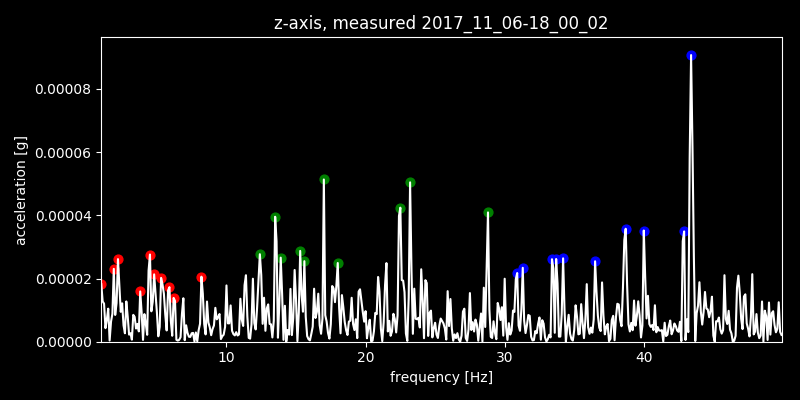 z-axis, measured 2017_11_06-18_00_02
acceleration [g]
0.00008
0.00006
0.00004
0.00002
0.00000
10 20 30 40
frequency [Hz]